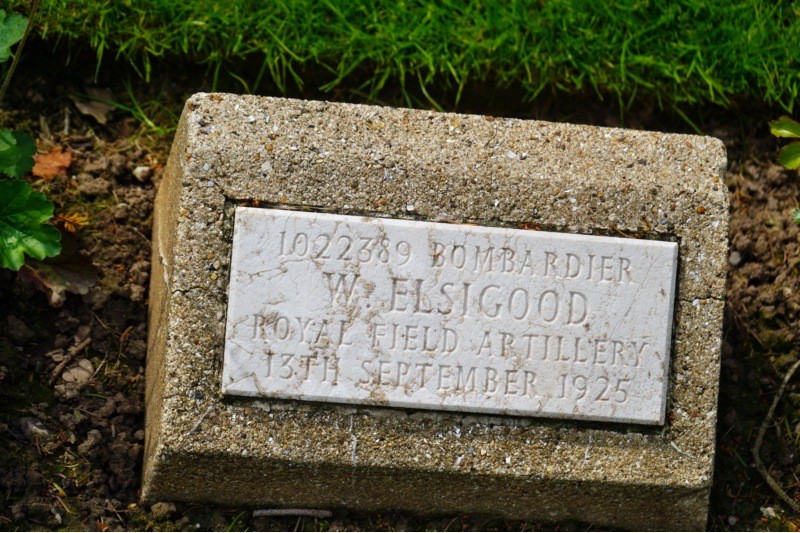 1022389 BOMBARDIER
W. ELSIGOOD
ROYAL FIELD ARTILLERY
13TH SEPTEMBER 1925